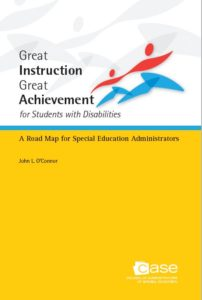 Great
Instruction
Great
Achievement
for Students with Disabilities
A Road Map for Special Education Administrators
John L. O'Connor
case